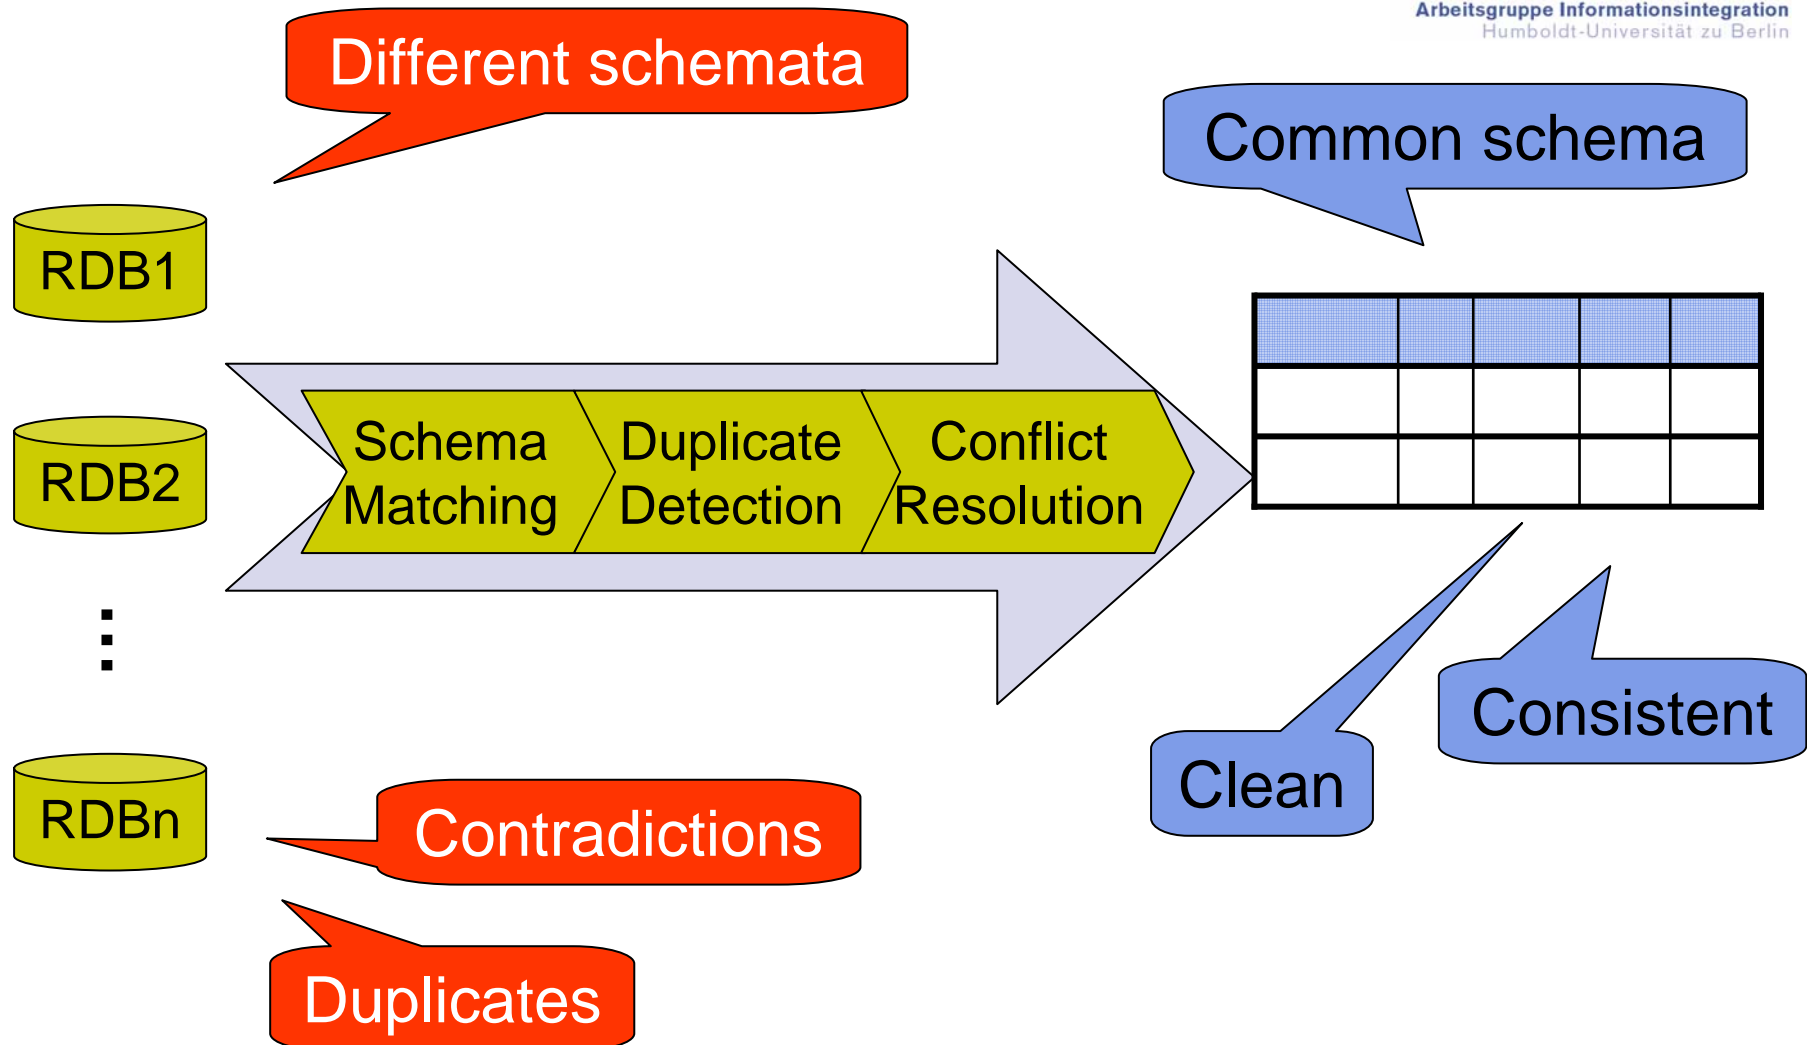 Arbeitsgruppe Informationsintegration
Humboldt-Universität zu Berlin
Different schemata
Common schema
RDB1
RDB2
RDBn
Schema
Matching
Duplicate
Detection
Conflict
Resolution
Consistent
Clean
Contradictions
Duplicates